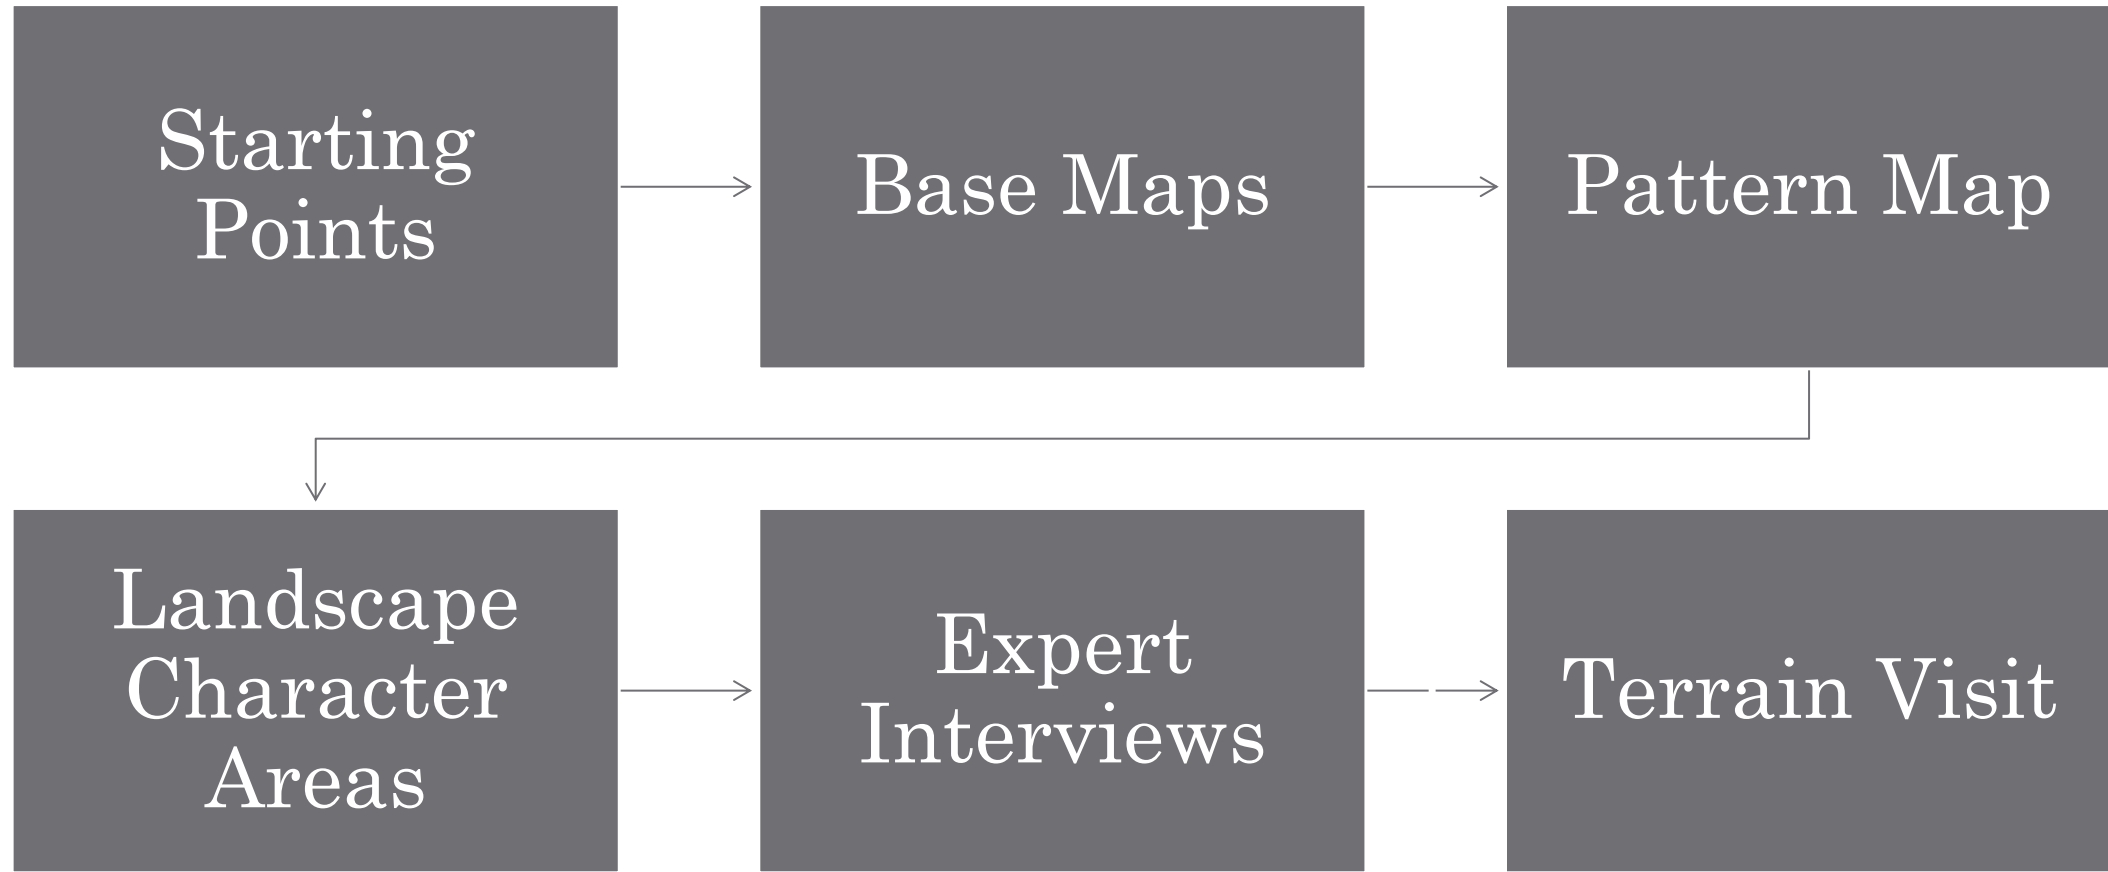 Starting
Points
Base Maps
Pattern Map
Landscape
Character
Areas
Expert
Interviews
Terrain Visit